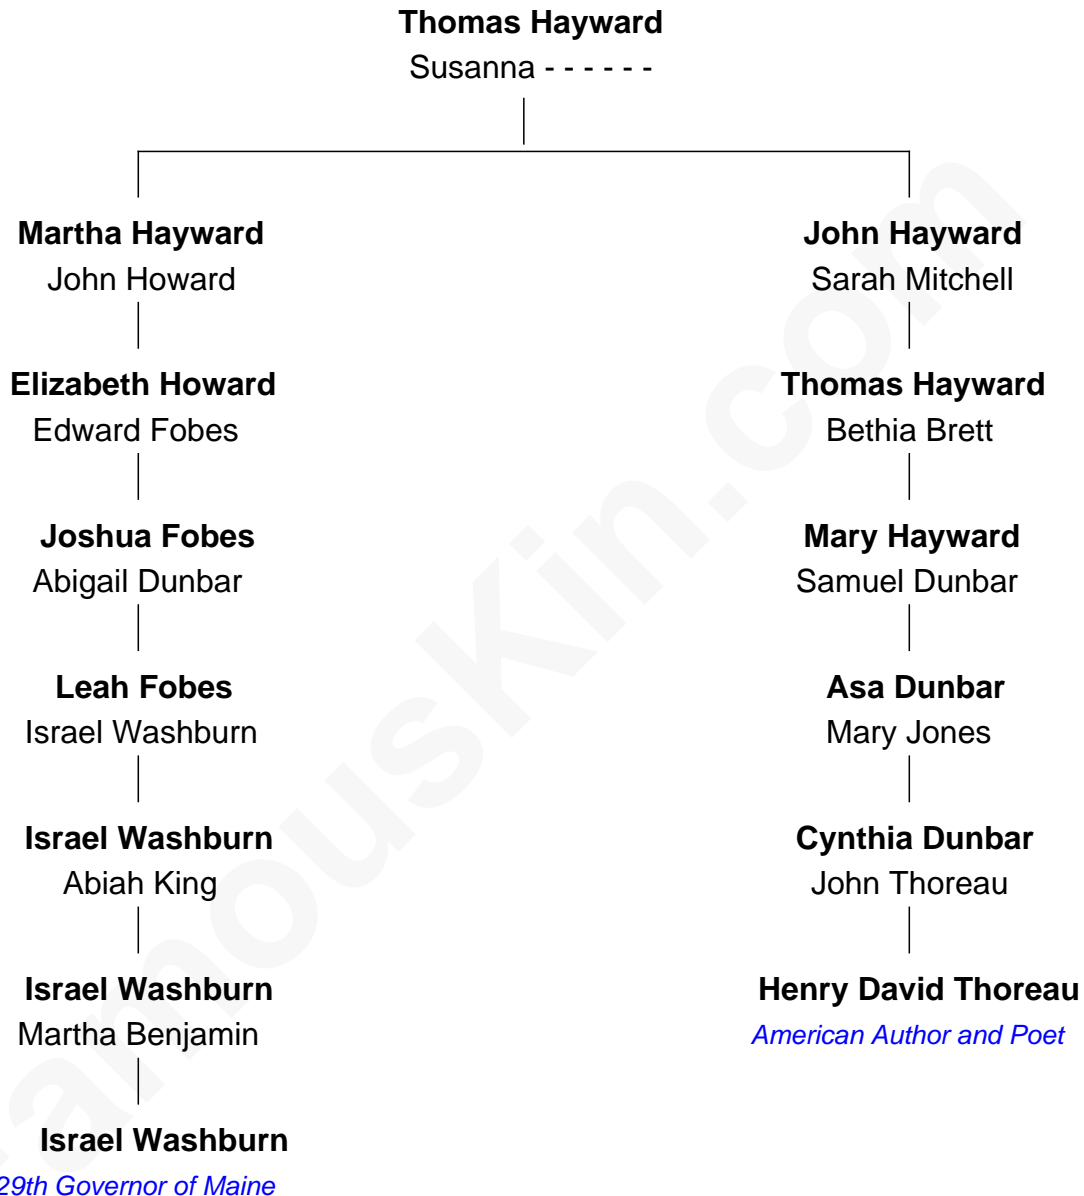 Thomas Hayward
Susanna - - - - - -
Martha Hayward
John Howard
John Hayward
Sarah Mitchell
Elizabeth Howard
Edward Fobes
Thomas Hayward
Bethia Brett
Joshua Fobes
Abigail Dunbar
Mary Hayward
Samuel Dunbar
Leah Fobes
Israel Washburn
Asa Dunbar
Mary Jones
Israel Washburn
Abiah King
Cynthia Dunbar
John Thoreau
Israel Washburn
Martha Benjamin
Henry David Thoreau
American Author and Poet
Israel Washburn
29th Governor of Maine
amousKin.com